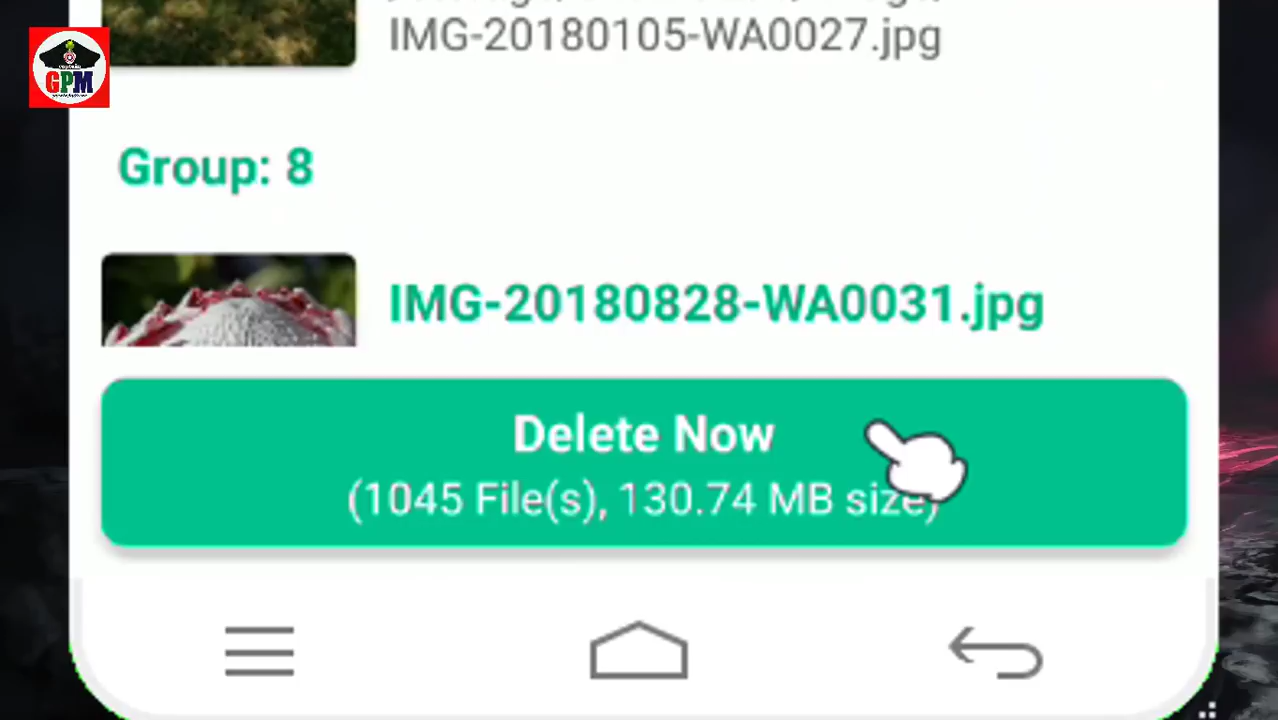 IMG-20180105-WA0027.jpg
GPM
Group: 8
IMG-20180828-WA0031.jpg
Delete Now
(1045 File(s), 130.74 MB size)